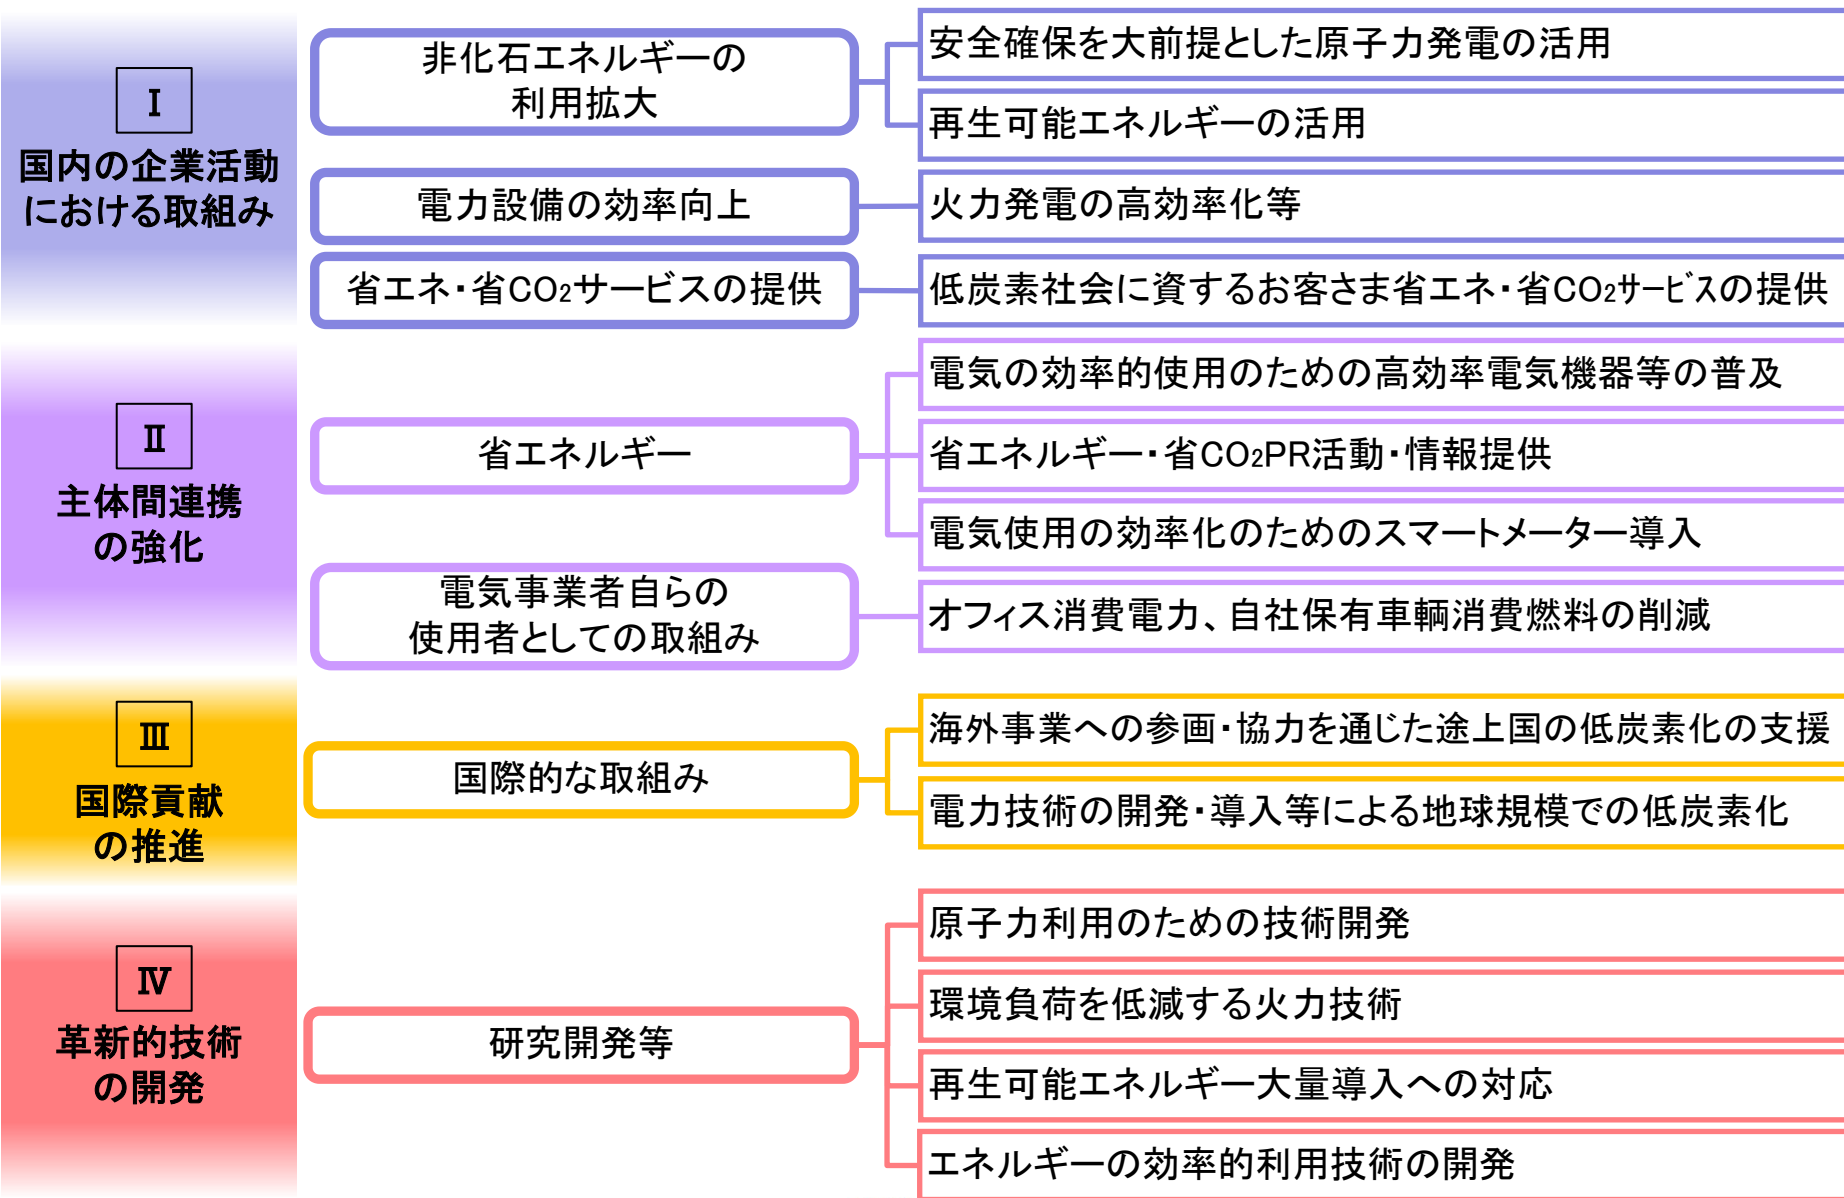 Ⅰ
国内の企業活動
における取組み
非化石エネルギーの
利用拡大
安全確保を大前提とした原子力発電の活用
再生可能エネルギーの活用
電力設備の効率向上
火力発電の高効率化等
省エネ・省CO₂サービスの提供
低炭素社会に資するお客さま省エネ・省CO₂ｻｰﾋﾞｽの提供
Ⅱ
主体間連携
の強化
省エネルギー
電気の効率的使用のための高効率電気機器等の普及
省エネルギー・省CO₂PR活動・情報提供
電気使用の効率化のためのスマートメーター導入
電気事業者自らの
使用者としての取組み
オフィス消費電力、自社保有車輌消費燃料の削減
Ⅲ
国際貢献
の推進
国際的な取組み
海外事業への参画・協力を通じた途上国の低炭素化の支援
電力技術の開発・導入等による地球規模での低炭素化
Ⅳ
革新的技術
の開発
研究開発等
原子力利用のための技術開発
環境負荷を低減する火力技術
再生可能エネルギー大量導入への対応
エネルギーの効率的利用技術の開発